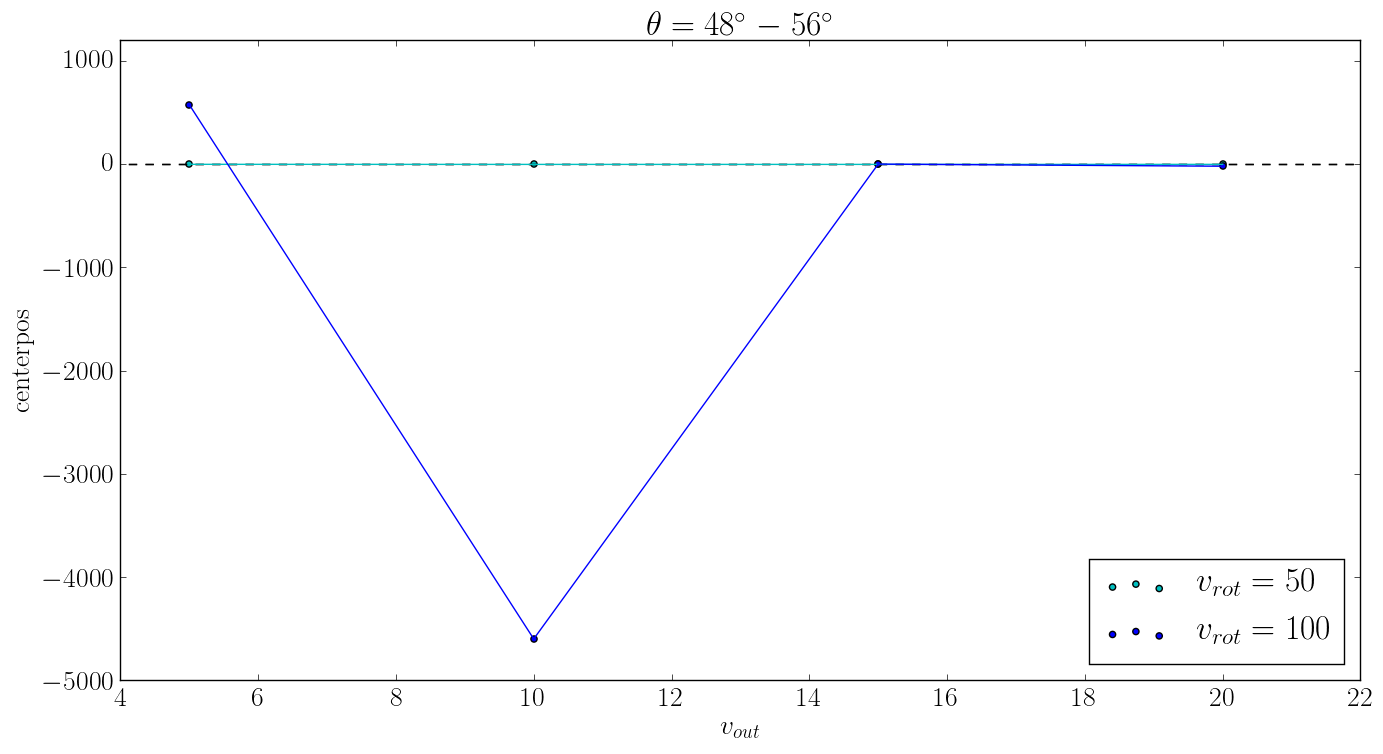 θ = 48° − 56°
1000
0
−1000
−2000
−3000
−4000
−5000
centerpos
4 6 8 10 12 14 16 18 20 22
v_out
v_rot = 50
v_rot = 100